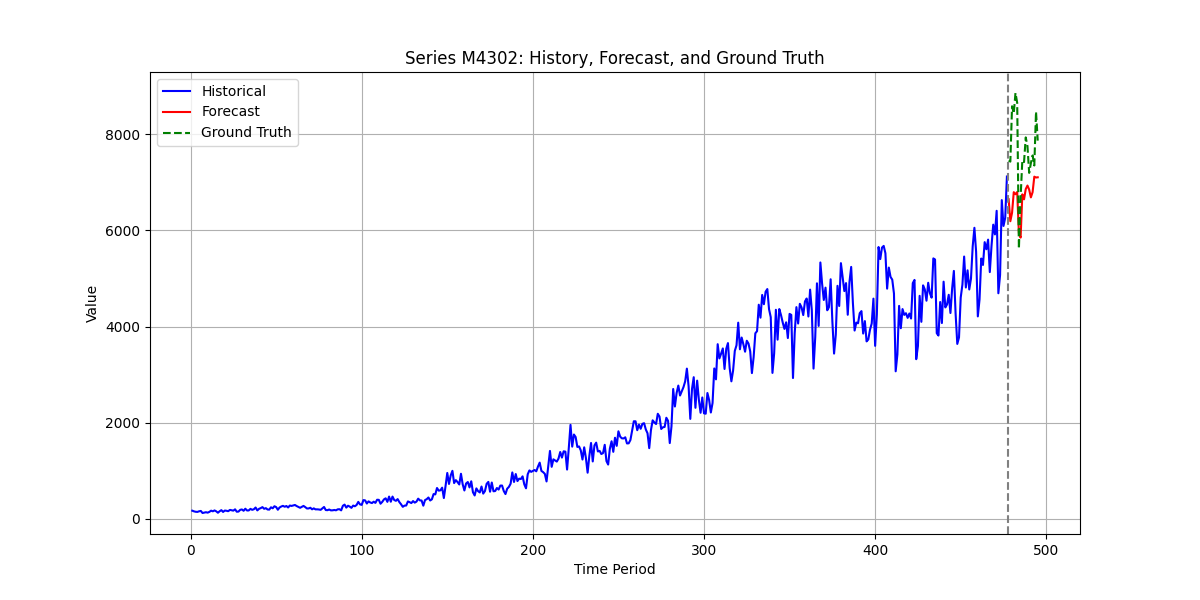 Series M4302: History, Forecast, and Ground Truth
Historical
Forecast
Ground Truth
Value
8000
6000
4000
2000
0
0 100 200 300 400 500
Time Period